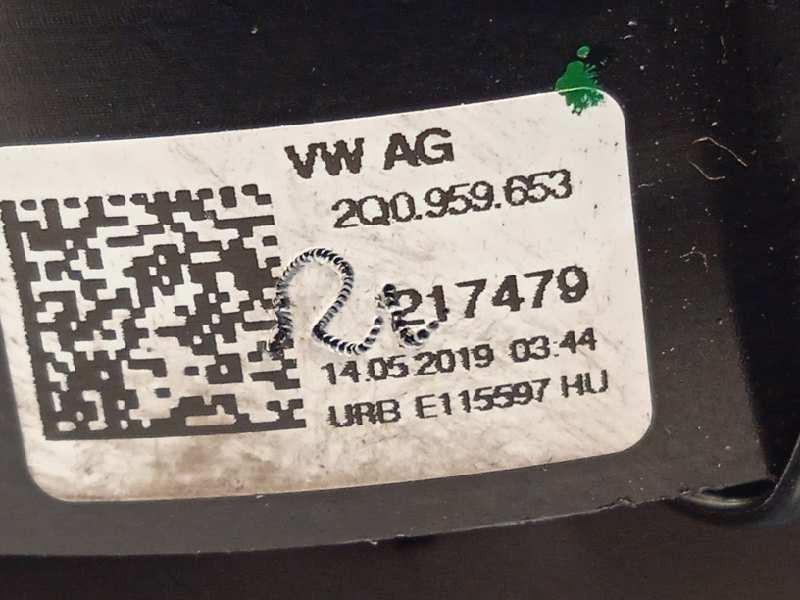 VW AG
2Q0.959.653
217479
14.05.2019 03:44
URB E115597 HU